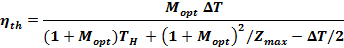 η_th = M_opt ΔT / ((1 + M_opt)T_H + (1 + M_opt)^2/Z_max − ΔT/2)